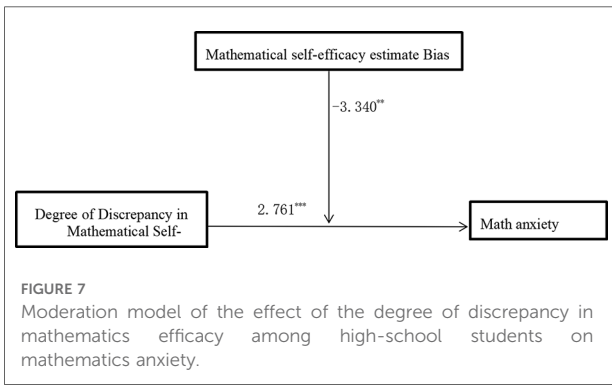 Mathematical self-efficacy estimate Bias
-3. 340**
Degree of Discrepancy in
Mathematical Self-
2. 761***
Math anxiety
FIGURE 7
Moderation model of the effect of the degree of discrepancy in
mathematics efficacy among high-school students on
mathematics anxiety.